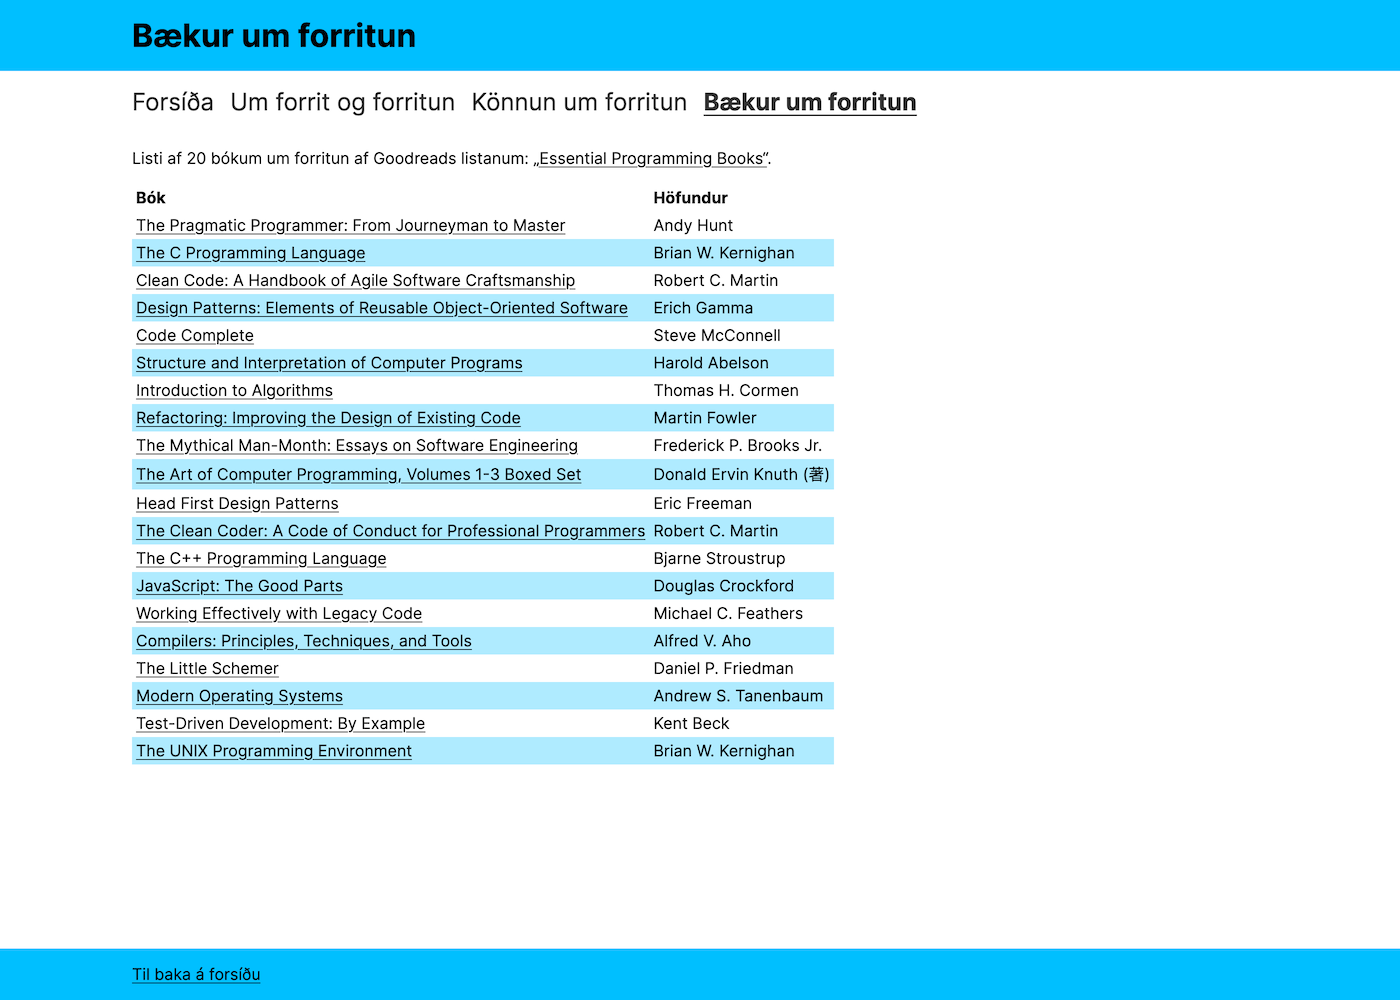 Bækur um forritun
Forsíða Um forrit og forritun Könnun um forritun Bækur um forritun
Listi af 20 bókum um forritun af Goodreads listanum: „Essential Programming Books“.
Bók Höfundur
The Pragmatic Programmer: From Journeyman to Master Andy Hunt
The C Programming Language Brian W. Kernighan
Clean Code: A Handbook of Agile Software Craftsmanship Robert C. Martin
Design Patterns: Elements of Reusable Object-Oriented Software Erich Gamma
Code Complete Steve McConnell
Structure and Interpretation of Computer Programs Harold Abelson
Introduction to Algorithms Thomas H. Cormen
Refactoring: Improving the Design of Existing Code Martin Fowler
The Mythical Man-Month: Essays on Software Engineering Frederick P. Brooks Jr.
The Art of Computer Programming, Volumes 1-3 Boxed Set Donald Ervin Knuth (著)
Head First Design Patterns Eric Freeman
The Clean Coder: A Code of Conduct for Professional Programmers Robert C. Martin
The C++ Programming Language Bjarne Stroustrup
JavaScript: The Good Parts Douglas Crockford
Working Effectively with Legacy Code Michael C. Feathers
Compilers: Principles, Techniques, and Tools Alfred V. Aho
The Little Schemer Daniel P. Friedman
Modern Operating Systems Andrew S. Tanenbaum
Test-Driven Development: By Example Kent Beck
The UNIX Programming Environment Brian W. Kernighan
Til baka á forsíðu